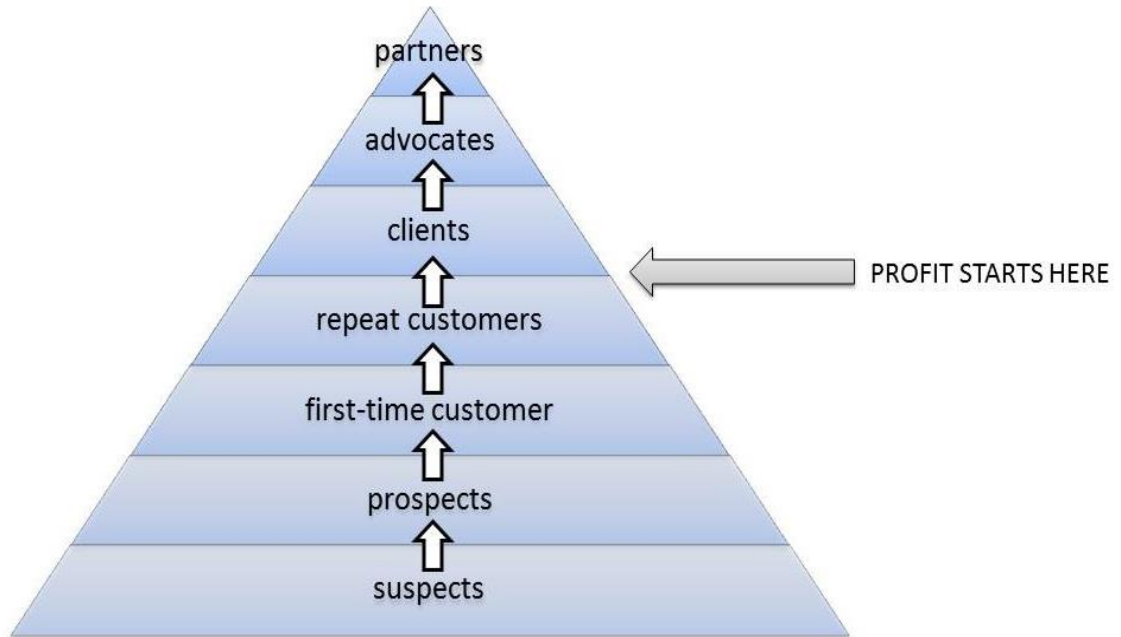 partners
advocates
clients
PROFIT STARTS HERE
repeat customers
first-time customer
prospects
suspects